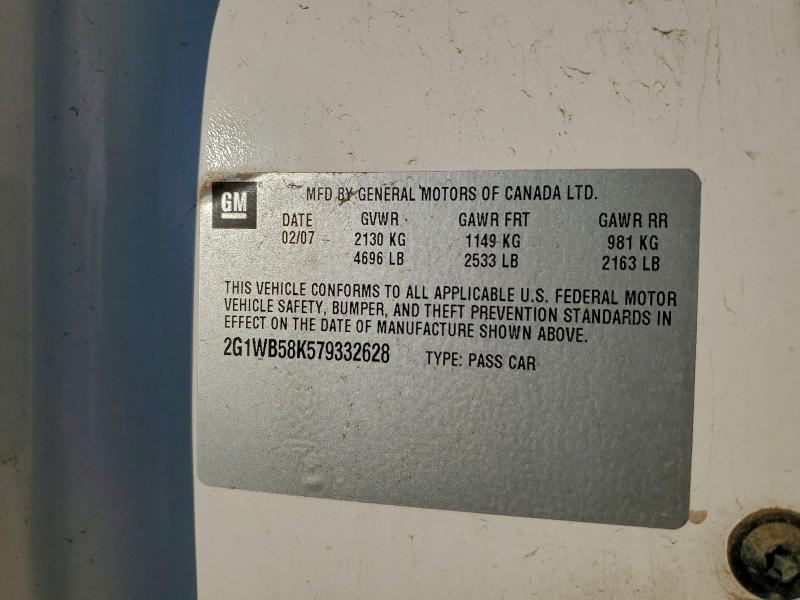 GM
MFD BY GENERAL MOTORS OF CANADA LTD.
DATE GVWR GAWR FRT GAWR RR
02/07 2130 KG 1149 KG 981 KG
4696 LB 2533 LB 2163 LB
THIS VEHICLE CONFORMS TO ALL APPLICABLE U.S. FEDERAL MOTOR
VEHICLE SAFETY, BUMPER, AND THEFT PREVENTION STANDARDS IN
EFFECT ON THE DATE OF MANUFACTURE SHOWN ABOVE.
2G1WB58K579332628 TYPE: PASS CAR